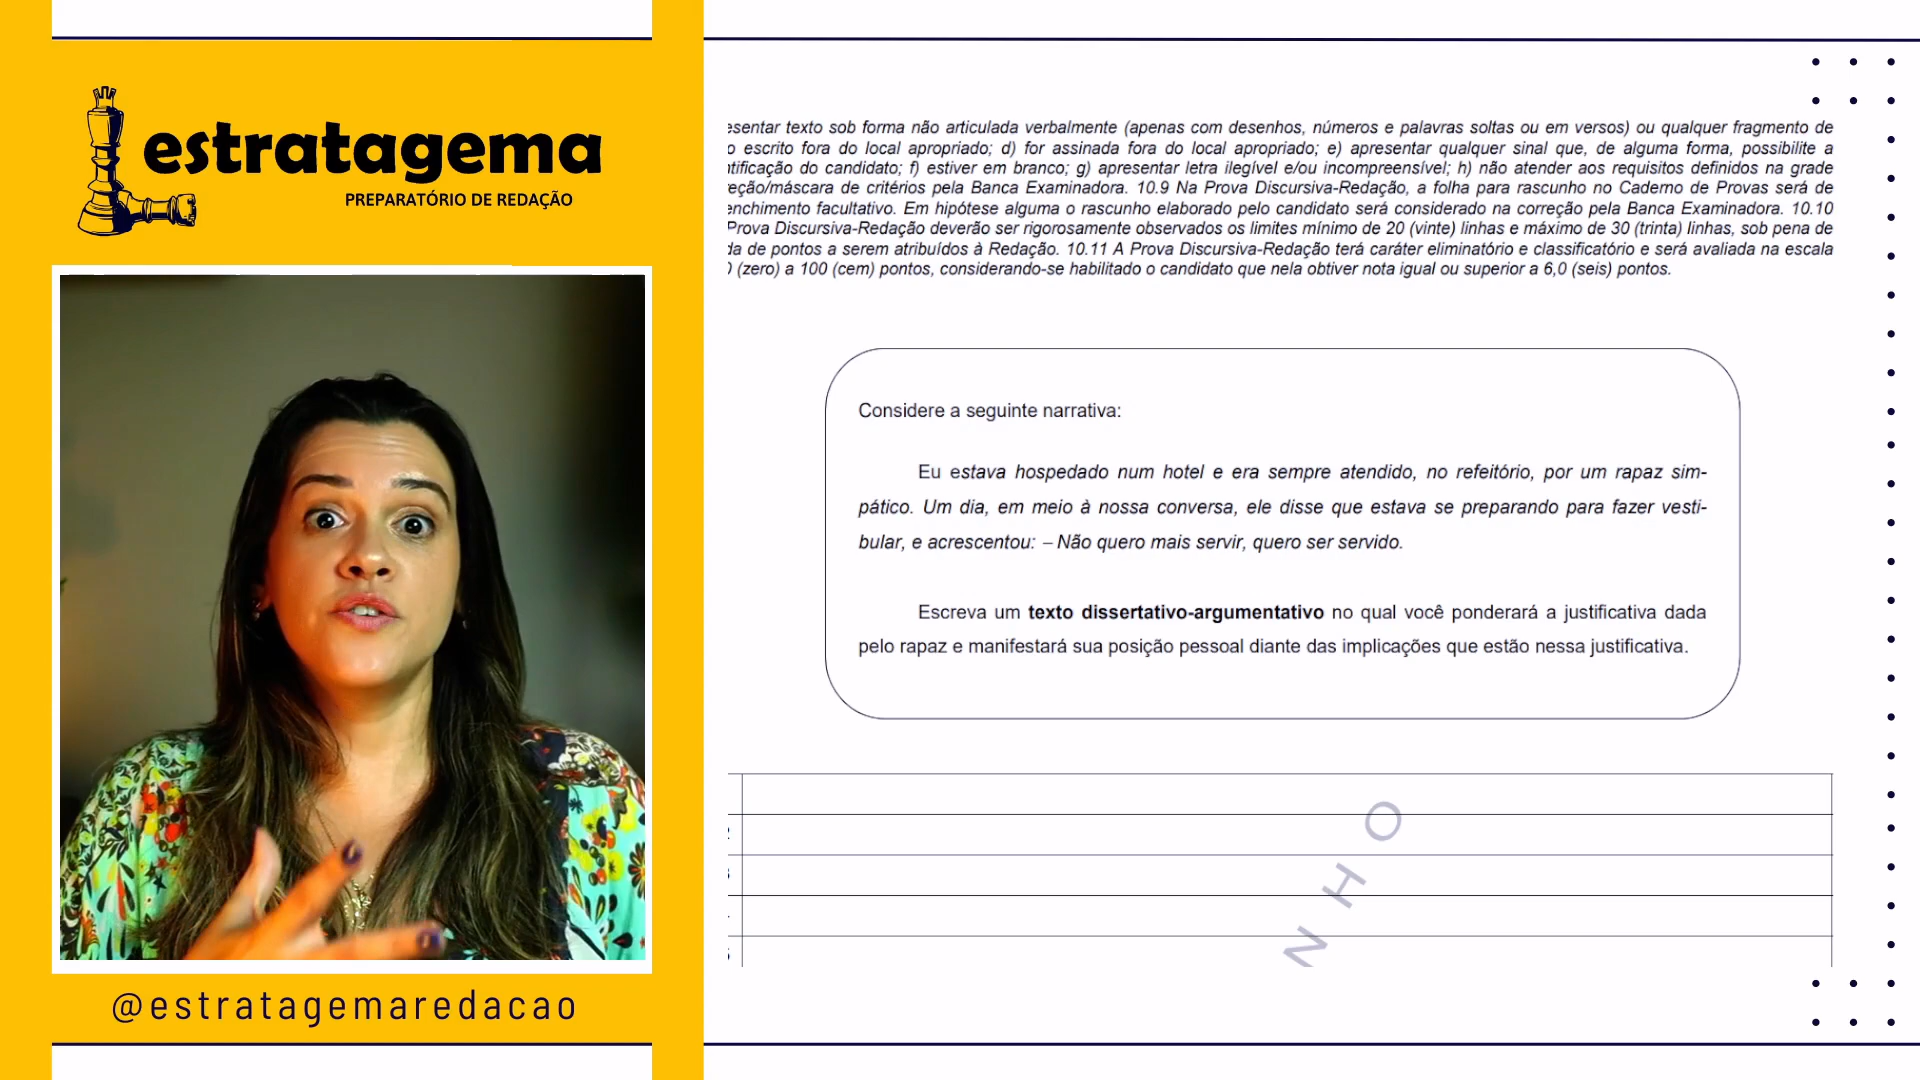 estratagema
PREPARATÓRIO DE REDAÇÃO
@estratagemaredacao
esentar texto sob forma não articulada verbalmente (apenas com desenhos, números e palavras soltas ou em versos) ou qualquer fragmento de
o escrito fora do local apropriado; d) for assinada fora do local apropriado; e) apresentar qualquer sinal que, de alguma forma, possibilite a
ntificação do candidato; f) estiver em branco; g) apresentar letra ilegível e/ou incompreensível; h) não atender aos requisitos definidos na grade
reção/máscara de critérios pela Banca Examinadora. 10.9 Na Prova Discursiva-Redação, a folha para rascunho no Caderno de Provas será de
enchimento facultativo. Em hipótese alguma o rascunho elaborado pelo candidato será considerado na correção pela Banca Examinadora. 10.10
Prova Discursiva-Redação deverão ser rigorosamente observados os limites mínimo de 20 (vinte) linhas e máximo de 30 (trinta) linhas, sob pena de
da de pontos a serem atribuídos à Redação. 10.11 A Prova Discursiva-Redação terá caráter eliminatório e classificatório e será avaliada na escala
0 (zero) a 100 (cem) pontos, considerando-se habilitado o candidato que nela obtiver nota igual ou superior a 6,0 (seis) pontos.
Considere a seguinte narrativa:
Eu estava hospedado num hotel e era sempre atendido, no refeitório, por um rapaz sim-
pático. Um dia, em meio à nossa conversa, ele disse que estava se preparando para fazer vesti-
bular, e acrescentou: – Não quero mais servir, quero ser servido.
Escreva um texto dissertativo-argumentativo no qual você ponderará a justificativa dada
pelo rapaz e manifestará sua posição pessoal diante das implicações que estão nessa justificativa.
N H O